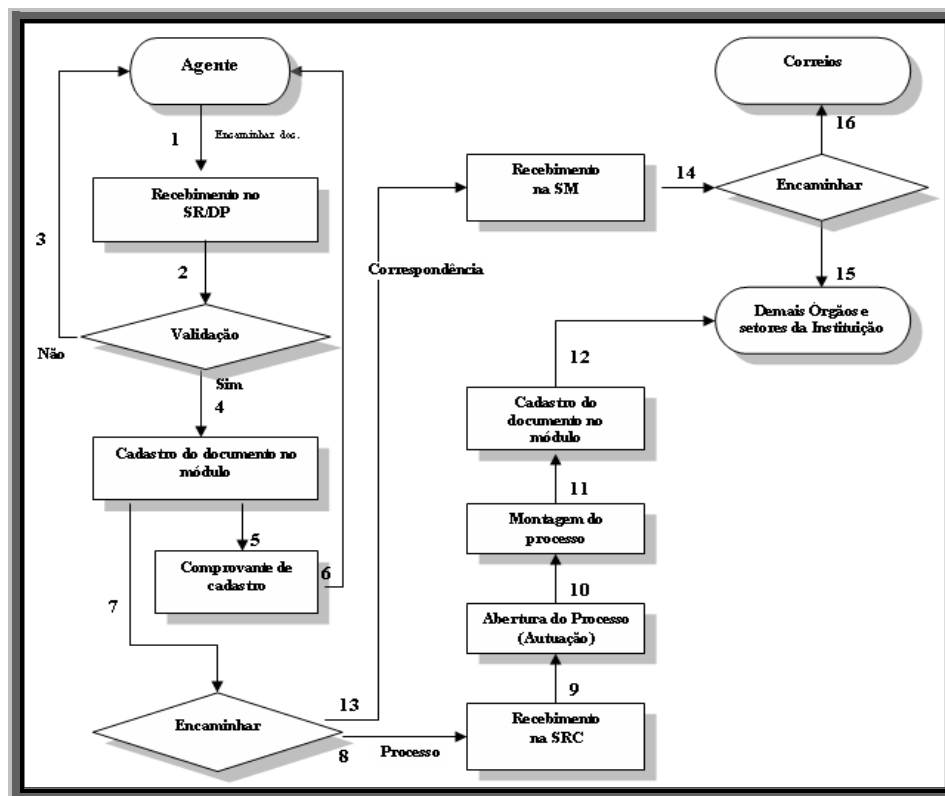 Agente
1
Encaminhar doc.
Recebimento no
SR/DP
3
2
Validação
Não
Sim
4
Cadastro do documento no
módulo
5
Comprovante de
cadastro
6
7
Encaminhar
13
8
Processo
Correspondência
Recebimento
na SM
14
Encaminhar
16
Correios
15
Demais Órgãos e
setores da Instituição
12
Cadastro do
documento no
módulo
11
Montagem do
processo
10
Abertura do Processo
(Autuação)
9
Recebimento
na SRC